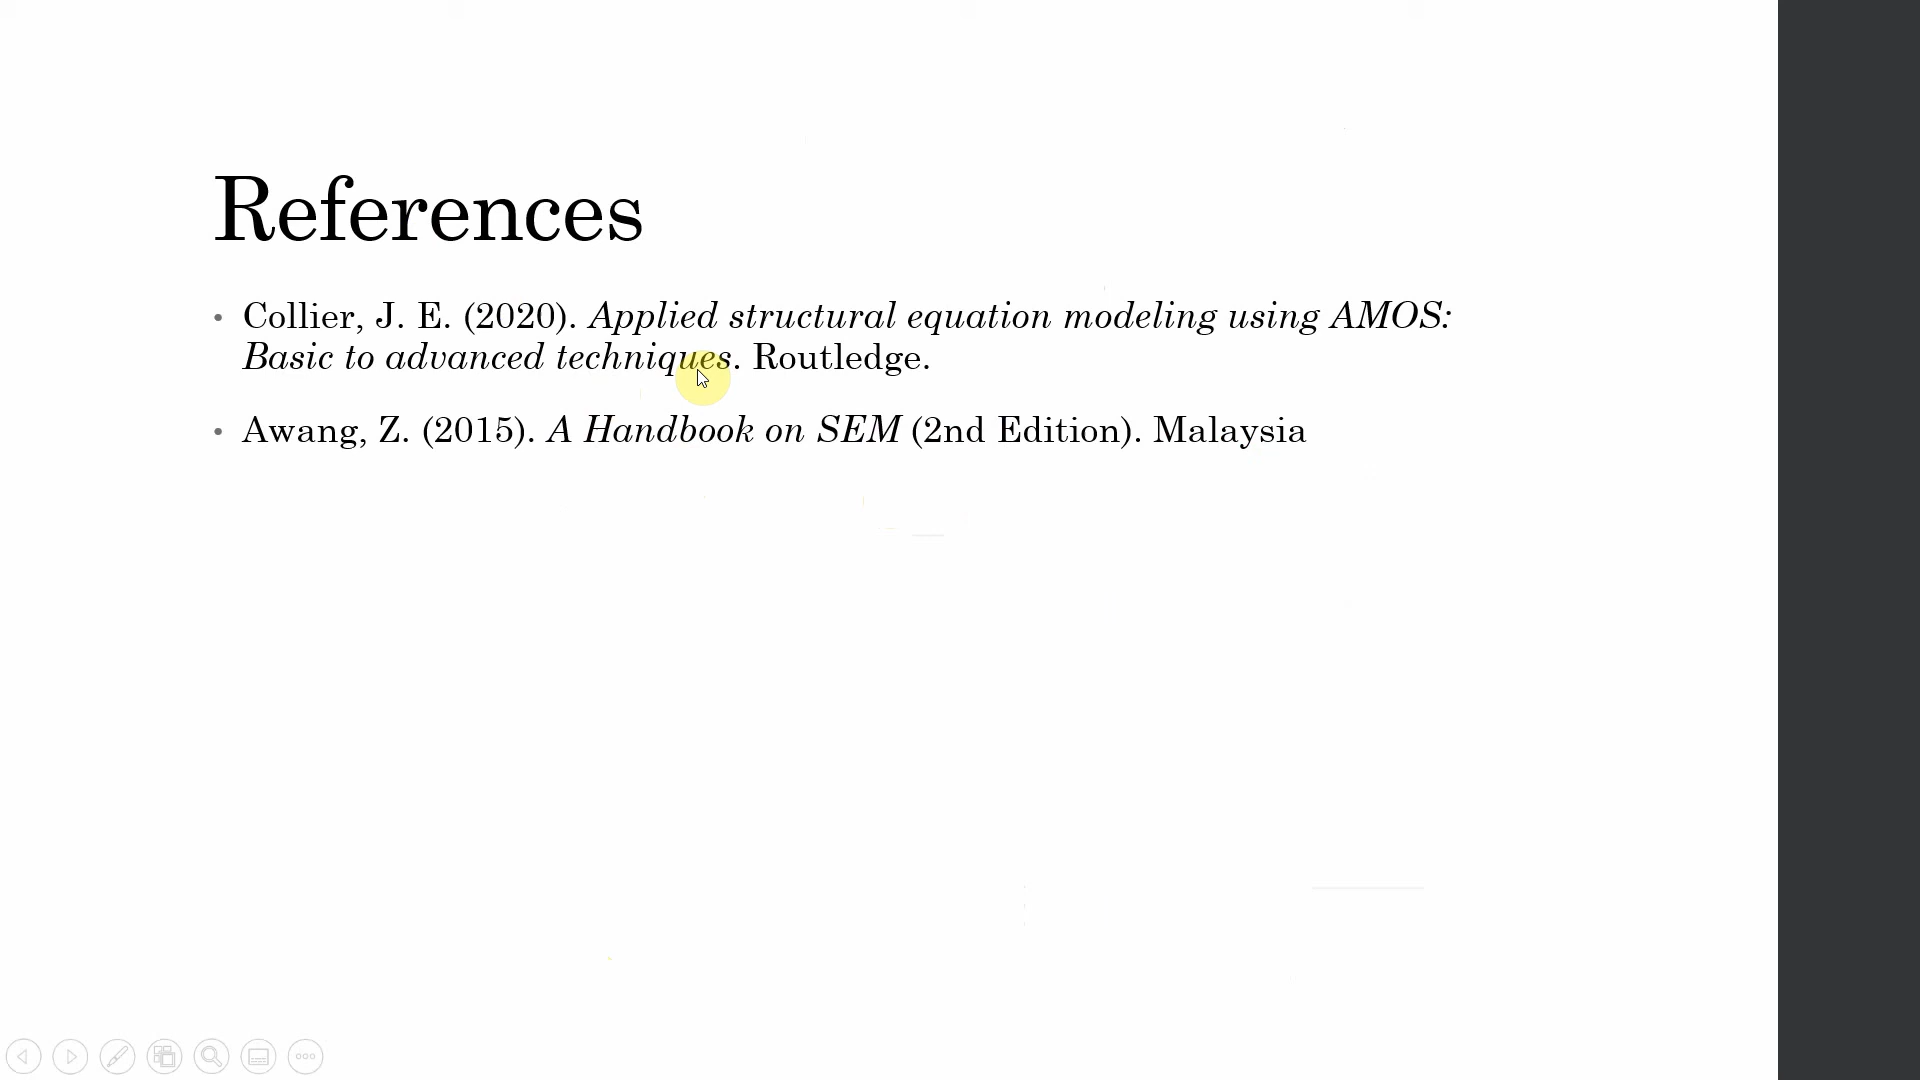 References
• Collier, J. E. (2020). Applied structural equation modeling using AMOS:
Basic to advanced techniques. Routledge.
• Awang, Z. (2015). A Handbook on SEM (2nd Edition). Malaysia